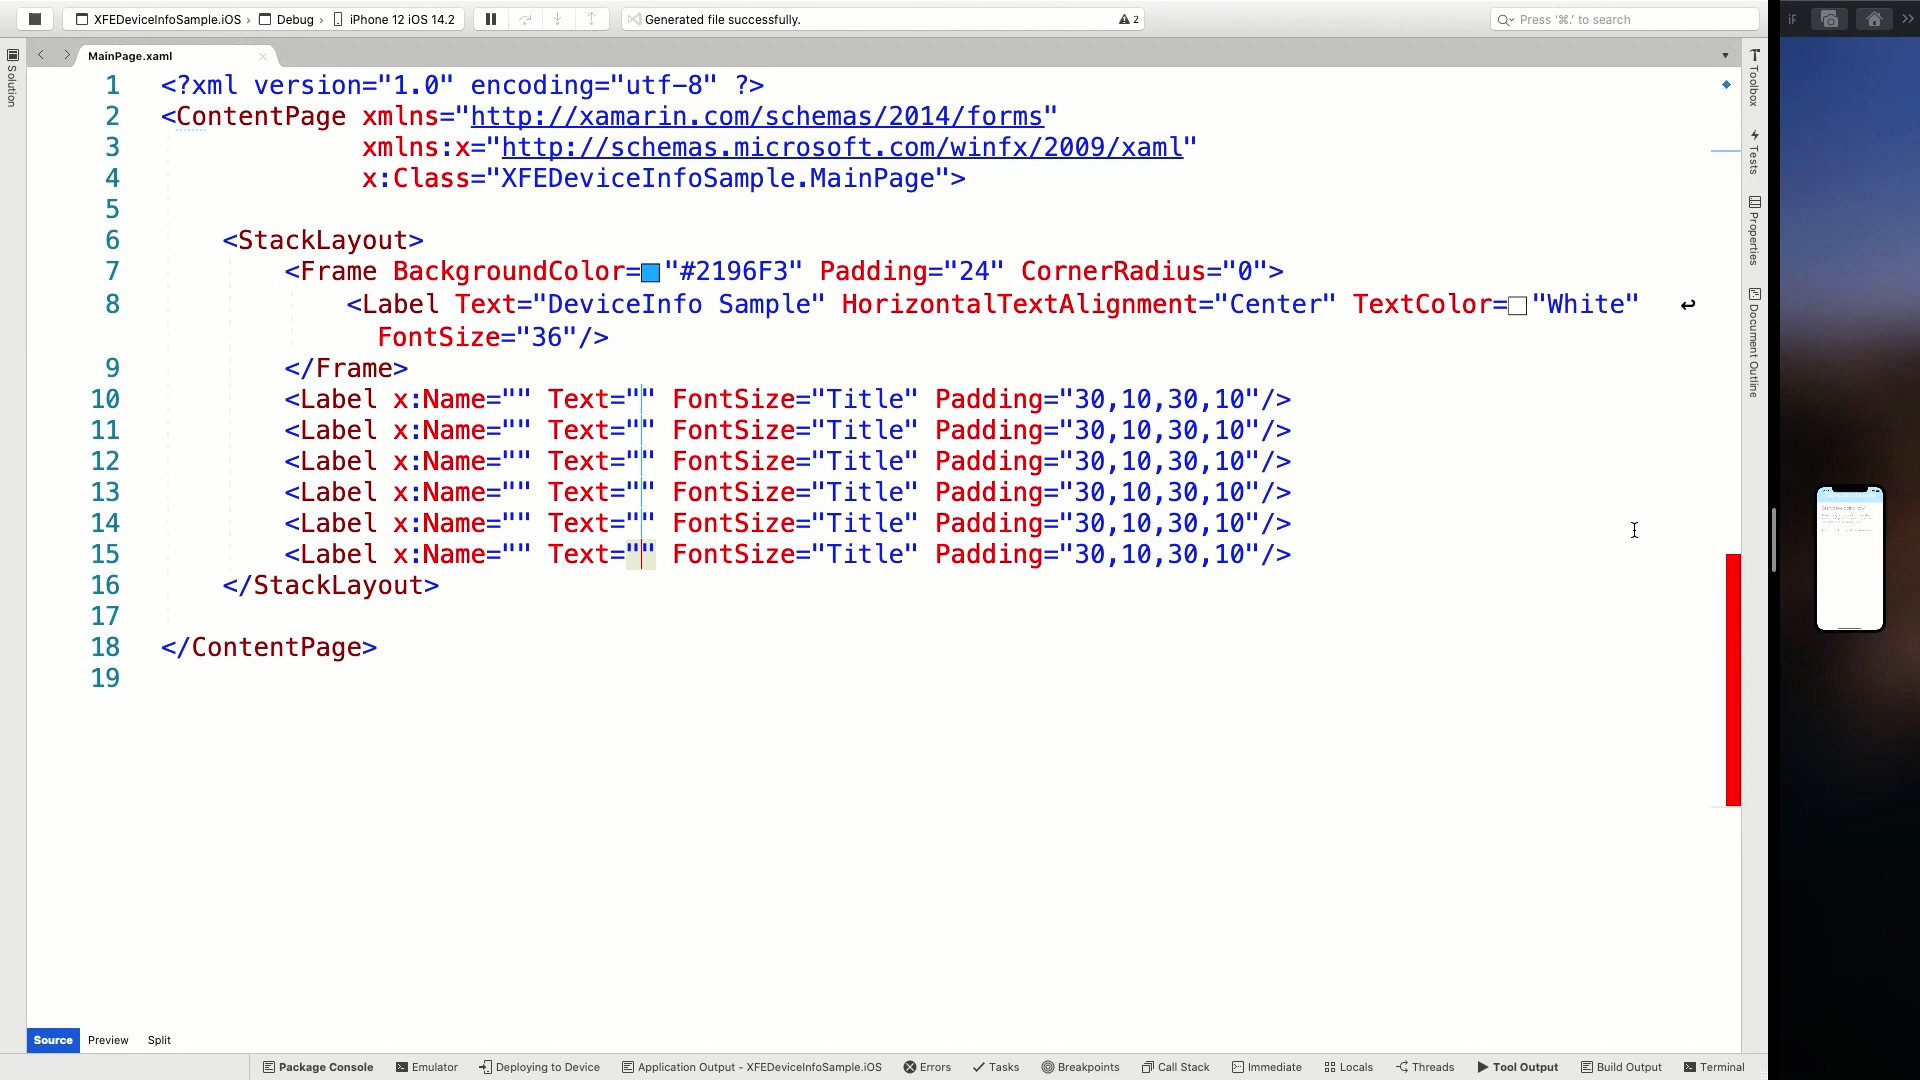 XFEDeviceInfoSample.iOS › Debug › iPhone 12 iOS 14.2
Generated file successfully.
2
Press '⌘.' to search
iF
MainPage.xaml
Solution
Toolbox
Tests
Properties
Document Outline
1 <?xml version="1.0" encoding="utf-8" ?>
2 <ContentPage xmlns="http://xamarin.com/schemas/2014/forms"
3 xmlns:x="http://schemas.microsoft.com/winfx/2009/xaml"
4 x:Class="XFEDeviceInfoSample.MainPage">
5
6 <StackLayout>
7 <Frame BackgroundColor="#2196F3" Padding="24" CornerRadius="0">
8 <Label Text="DeviceInfo Sample" HorizontalTextAlignment="Center" TextColor="White"
FontSize="36"/>
9 </Frame>
10 <Label x:Name="" Text="" FontSize="Title" Padding="30,10,30,10"/>
11 <Label x:Name="" Text="" FontSize="Title" Padding="30,10,30,10"/>
12 <Label x:Name="" Text="" FontSize="Title" Padding="30,10,30,10"/>
13 <Label x:Name="" Text="" FontSize="Title" Padding="30,10,30,10"/>
14 <Label x:Name="" Text="" FontSize="Title" Padding="30,10,30,10"/>
15 <Label x:Name="" Text="" FontSize="Title" Padding="30,10,30,10"/>
16 </StackLayout>
17
18 </ContentPage>
19
Source Preview Split
Package Console Emulator Deploying to Device Application Output - XFEDeviceInfoSample.iOS Errors Tasks Breakpoints Call Stack Immediate Locals Threads Tool Output Build Output Terminal